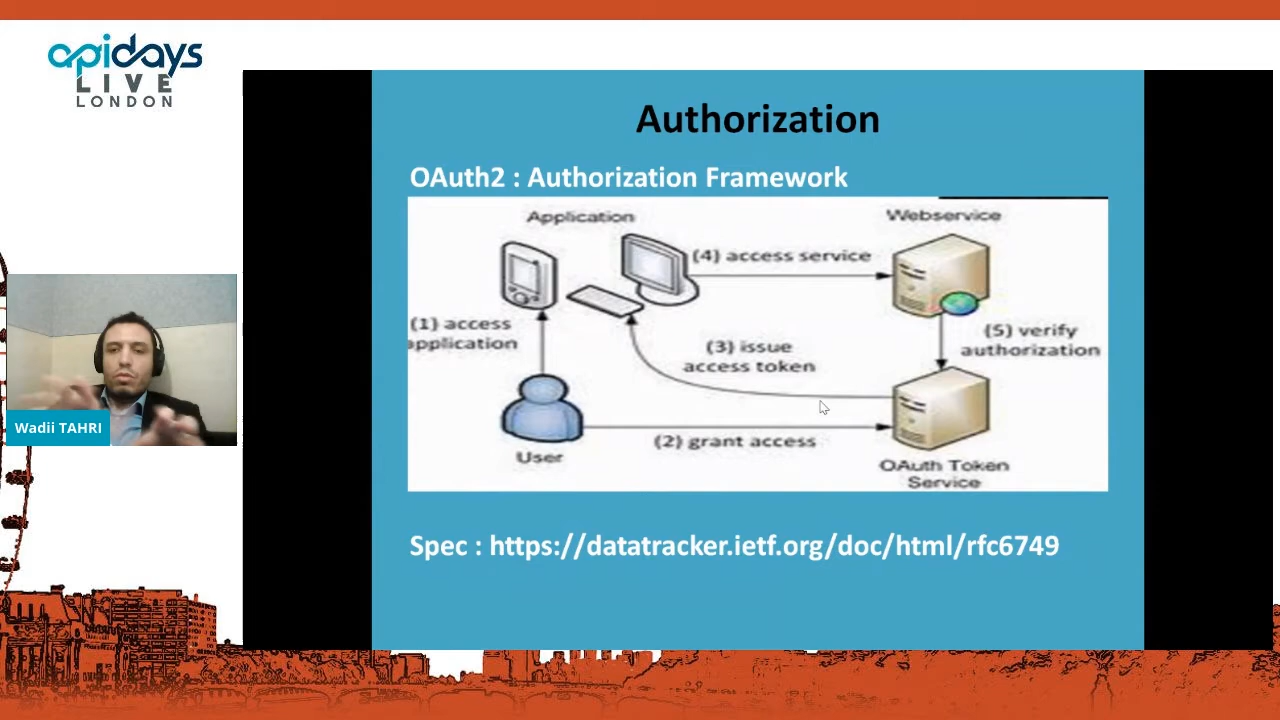 apidays
LIVE
LONDON
Authorization
OAuth2 : Authorization Framework
Application
Webservice
(4) access service
(1) access
application
(3) issue
access token
(5) verify
authorization
(2) grant access
User
OAuth Token
Service
Wadii TAHRI
Spec : https://datatracker.ietf.org/doc/html/rfc6749